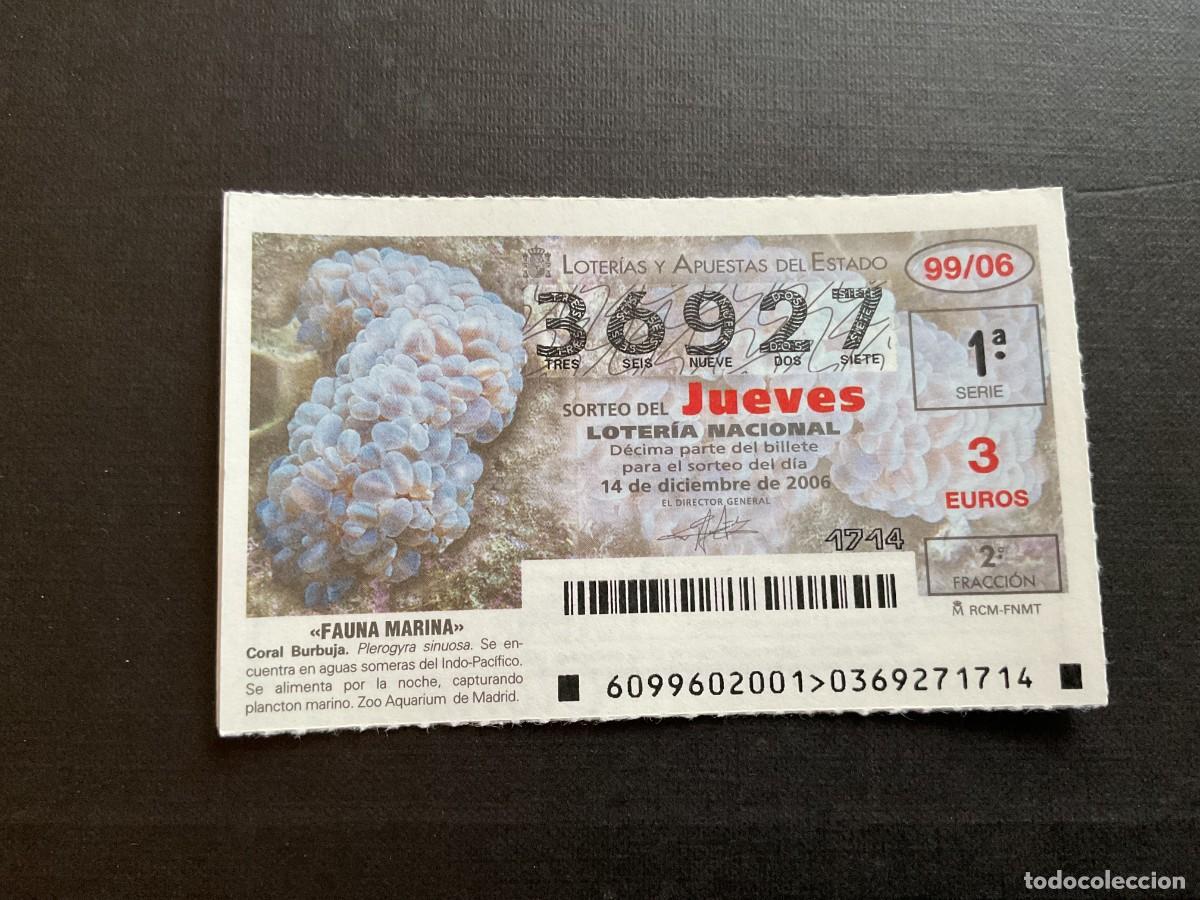 LOTERÍAS Y APUESTAS DEL ESTADO
99/06
36927
TRES SEIS NUEVE DOS SIETE
1ª
SERIE
SORTEO DEL Jueves
LOTERÍA NACIONAL
Décima parte del billete
para el sorteo del día
14 de diciembre de 2006
EL DIRECTOR GENERAL
3
EUROS
1714
2ª
FRACCIÓN
RCM-FNMT
«FAUNA MARINA»
Coral Burbuja. Plerogyra sinuosa. Se en-
cuentra en aguas someras del Indo-Pacífico.
Se alimenta por la noche, capturando
plancton marino. Zoo Aquarium de Madrid.
6099602001>0369271714
todocoleccion